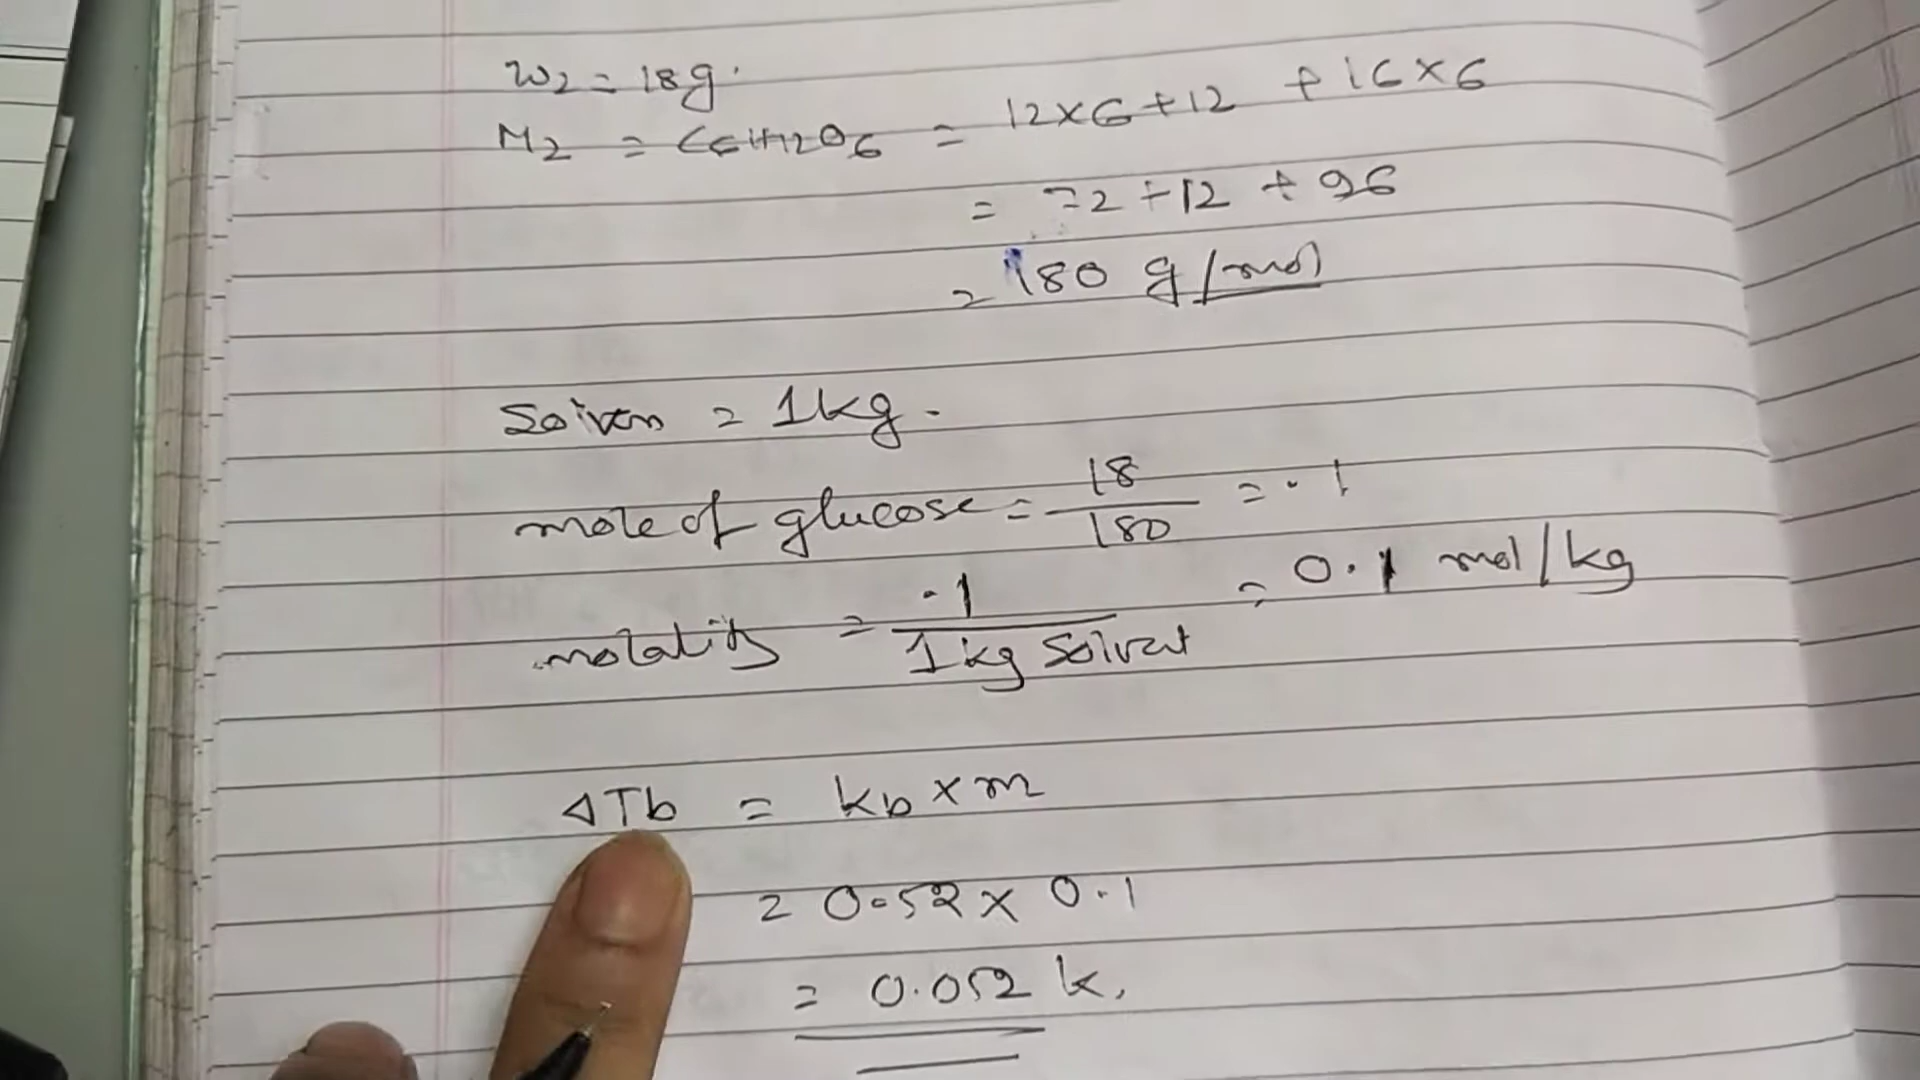 w2 = 18g.
M2 = C6H12O6 = 12×6+12 + 16×6
= 72+12 + 96
= 180 g/mol
Solven = 1kg.
mole of glucose = 18/180 = .1
molality = .1/1kg Solvent = 0.1 mol/kg
ΔTb = kb×m
= 0.52× 0.1
= 0.052 k.